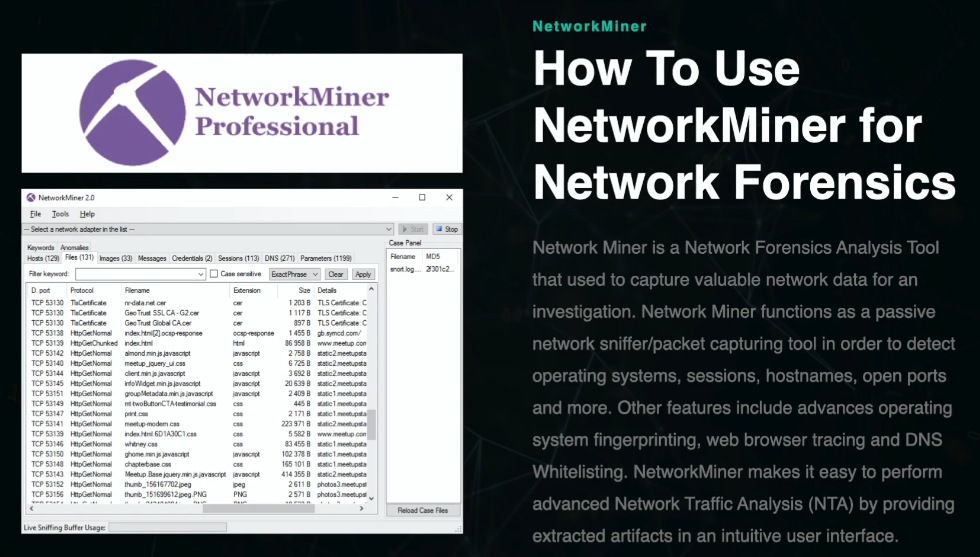 NetworkMiner
How To Use
NetworkMiner for
Network Forensics
Network Miner is a Network Forensics Analysis Tool
that used to capture valuable network data for an
investigation. Network Miner functions as a passive
network sniffer/packet capturing tool in order to detect
operating systems, sessions, hostnames, open ports
and more. Other features include advances operating
system fingerprinting, web browser tracing and DNS
Whitelisting. NetworkMiner makes it easy to perform
advanced Network Traffic Analysis (NTA) by providing
extracted artifacts in an intuitive user interface.
NetworkMiner
Professional
NetworkMiner 2.0
File Tools Help
--- Select a network adapter in the list ---
Start Stop
Keywords Anomalies
Hosts (129) Files (131) Images (33) Messages Credentials (2) Sessions (113) DNS (271) Parameters (1199)
Filter keyword: Case sensitive ExactPhrase Clear Apply
D. port Protocol Filename Extension Size Details
TCP 53130 TlsCertificate nr-data.net.cer cer 1 203 B TLS Certificate: C
TCP 53130 TlsCertificate GeoTrust SSL CA - G2.cer cer 1 117 B TLS Certificate: C
TCP 53130 TlsCertificate GeoTrust Global CA.cer cer 897 B TLS Certificate: C
TCP 53138 HttpGetNormal index.html[2].ocsp-response ocsp-response 1 455 B gb.symcd.com/
TCP 53139 HttpGetChunked index.html html 86 958 B www.meetup.con
TCP 53142 HttpGetNormal almond.min.js.javascript javascript 2 758 B static2.meetupsta
TCP 53140 HttpGetNormal meetup_jquery_ui.css css 6 725 B static2.meetupsta
TCP 53144 HttpGetNormal client.min.js.javascript javascript 3 692 B static2.meetupsta
TCP 53145 HttpGetNormal infoWidget.min.js.javascript javascript 20 639 B static2.meetupsta
TCP 53151 HttpGetNormal groupMetadata.min.js.javascript javascript 2 409 B static1.meetupsta
TCP 53149 HttpGetNormal mt-twoButtonCTA-testimonial.css css 445 B static1.meetupsta
TCP 53147 HttpGetNormal print.css css 2 171 B static1.meetupsta
TCP 53141 HttpGetNormal meetup-modern.css css 223 971 B static2.meetupsta
TCP 53139 HttpGetNormal index.html.6D1A30C1.css css 5 582 B www.meetup.con
TCP 53146 HttpGetNormal whitney.css css 83 455 B static1.meetupsta
TCP 53150 HttpGetNormal ghome.min.js.javascript javascript 102 378 B static1.meetupsta
TCP 53148 HttpGetNormal chapterbase.css css 165 101 B static1.meetupsta
TCP 53143 HttpGetNormal Meetup.Base.jquery.min.js.javascript javascript 414 355 B static2.meetupsta
TCP 53152 HttpGetNormal thumb_156167702.jpeg jpeg 2 611 B photos3.meetups
TCP 53156 HttpGetNormal thumb_151699612.jpeg.PNG PNG 2 571 B photos4.meetups
Case Panel
Filename MD5
snort.log.... 2f301c2...
Reload Case Files
Live Sniffing Buffer Usage: